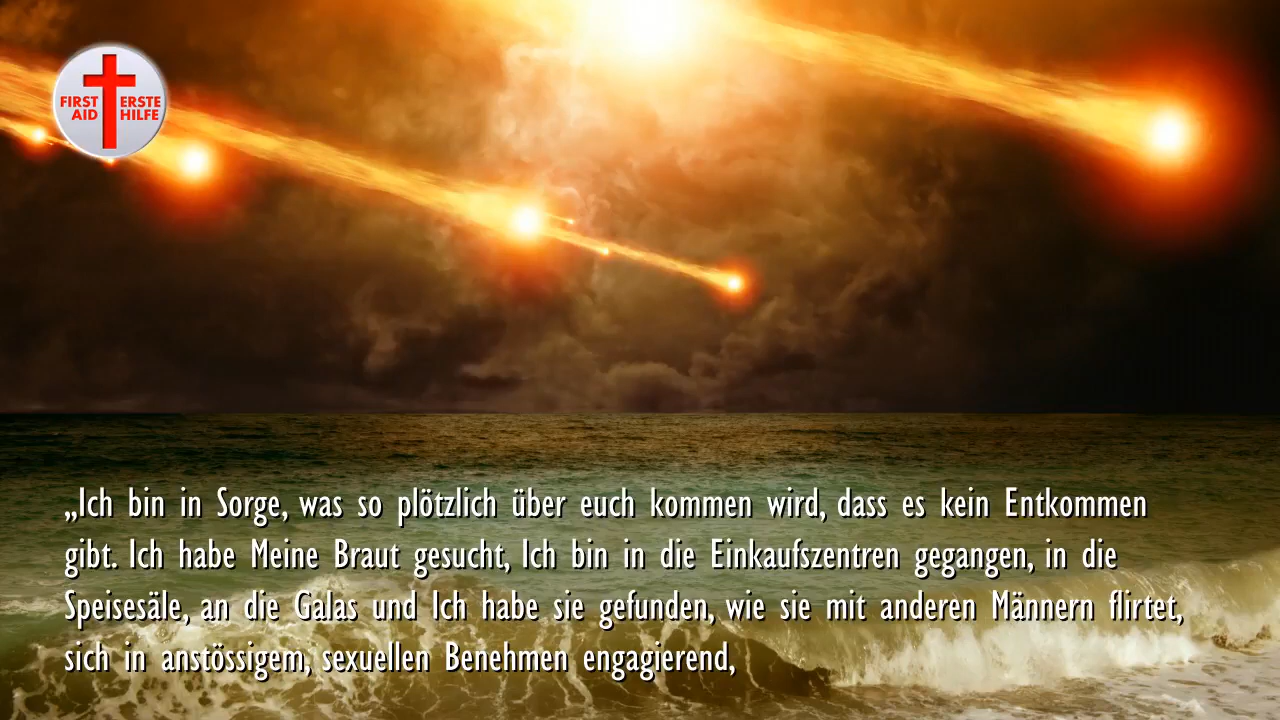 FIRST ERSTE
AID HILFE
„Ich bin in Sorge, was so plötzlich über euch kommen wird, dass es kein Entkommen
gibt. Ich habe Meine Braut gesucht, Ich bin in die Einkaufszentren gegangen, in die
Speisesäle, an die Galas und Ich habe sie gefunden, wie sie mit anderen Männern flirtet,
sich in anstössigem, sexuellen Benehmen engagierend,